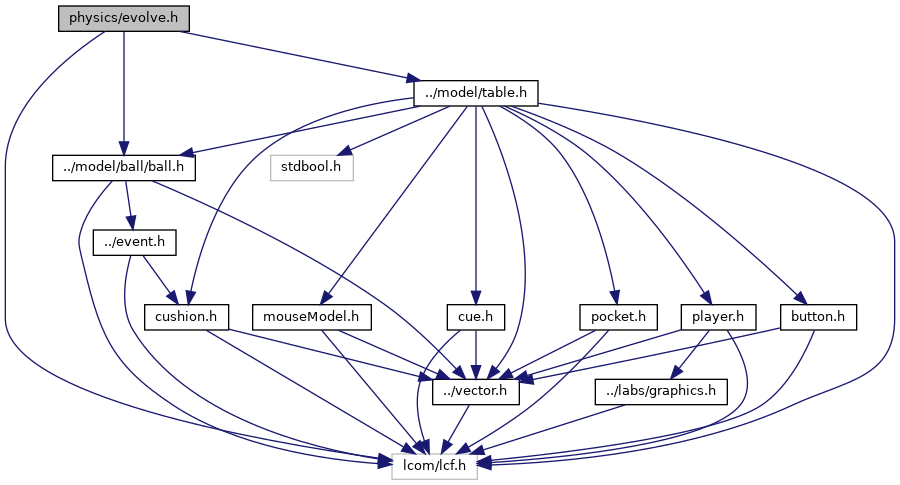 physics/evolve.h
../model/table.h
../model/ball/ball.h
stdbool.h
../event.h
cushion.h
mouseModel.h
cue.h
pocket.h
player.h
button.h
../vector.h
../labs/graphics.h
lcom/lcf.h